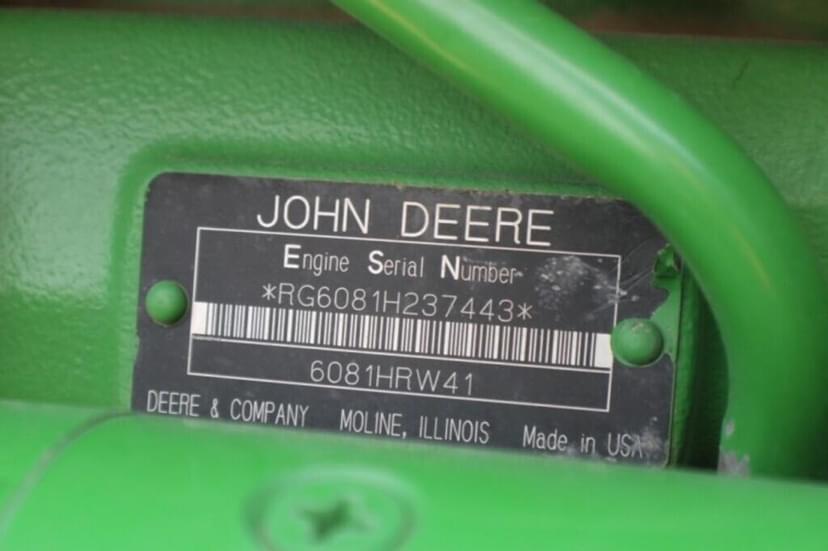 JOHN DEERE
Engine Serial Number
*RG6081H237443*
6081HRW41
DEERE & COMPANY MOLINE, ILLINOIS Made in USA